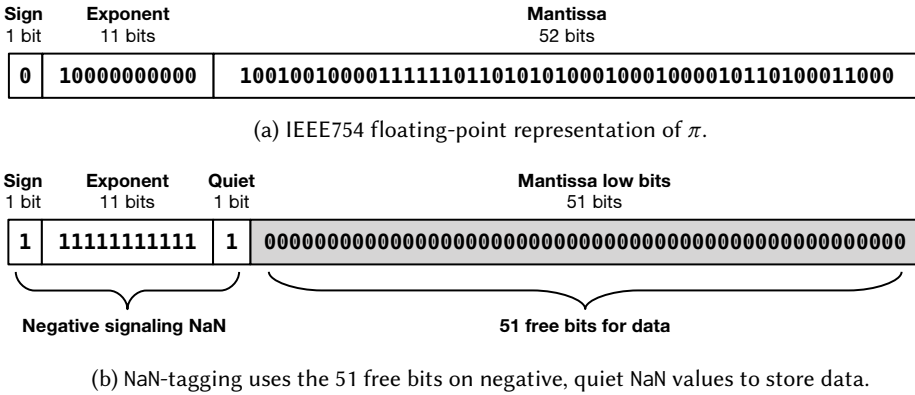 Sign Exponent Mantissa
1 bit 11 bits 52 bits
0 10000000000 1001001000011111101101010100010001000010110100011000
(a) IEEE754 floating-point representation of π.
Sign Exponent Quiet Mantissa low bits
1 bit 11 bits 1 bit 51 bits
1 11111111111 1 000000000000000000000000000000000000000000000000000
Negative signaling NaN 51 free bits for data
(b) NaN-tagging uses the 51 free bits on negative, quiet NaN values to store data.